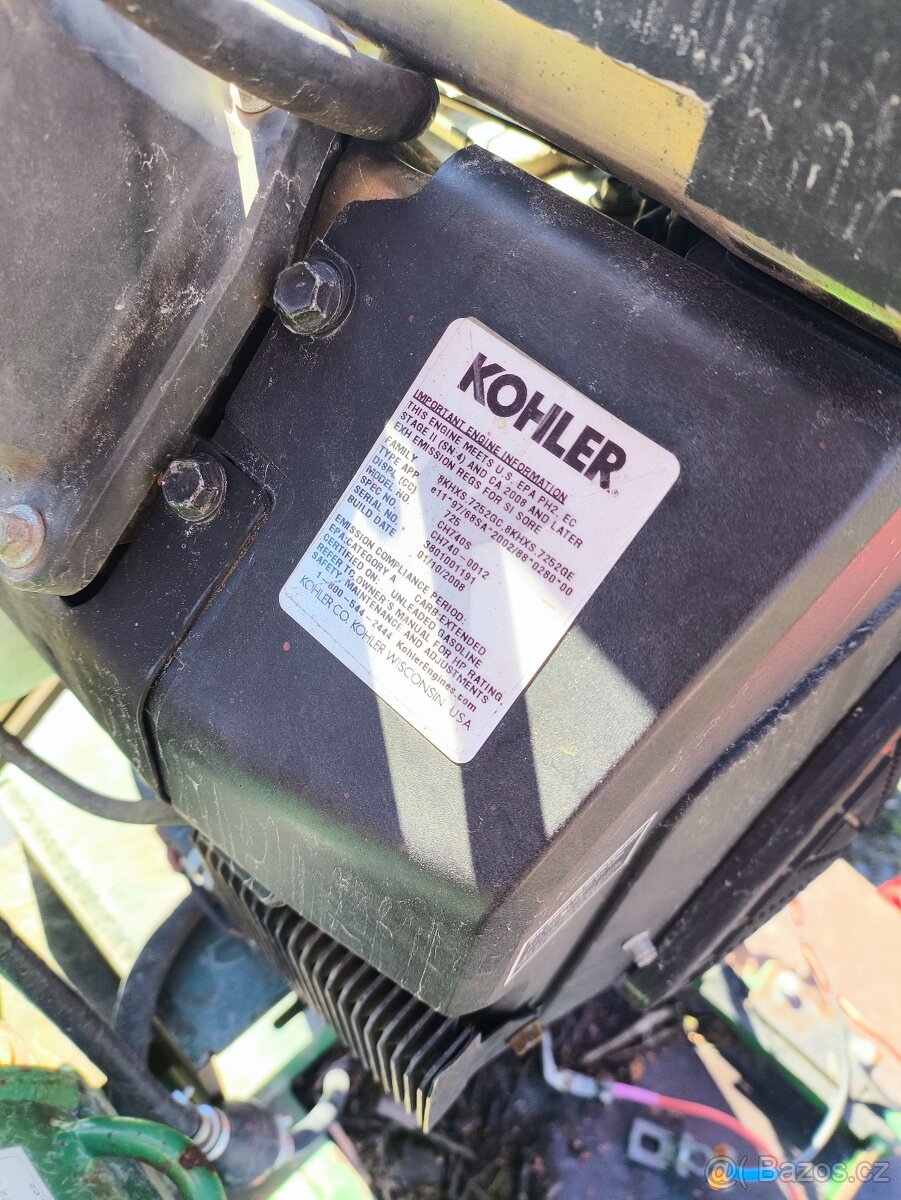 KOHLER
IMPORTANT ENGINE INFORMATION
THIS ENGINE MEETS U.S. EPA PH2, EC
STAGE II (SN:4) AND CA 2006 AND LATER
EXH EMISSION REGS FOR SI SORE
FAMILY 8KHXS.7252GC,8KHXS.7252GE
TYPE APP e11*97/68SA*2002/88*0280*00
DISPL (CC) 725
MODEL NO. CH740S
SPEC NO. CH740-0012
SERIAL NO. 3801001191
BUILD DATE 01/10/2008
EMISSION COMPLIANCE PERIOD:
EPA:CATEGORY A CARB:EXTENDED
CERTIFIED ON: UNLEADED GASOLINE
REFER TO OWNER'S MANUAL FOR HP RATING,
SAFETY, MAINTENANCE AND ADJUSTMENTS
1-800-544-2444 KohlerEngines.com
KOHLER CO. KOHLER WISCONSIN USA
@( Bazos.cz